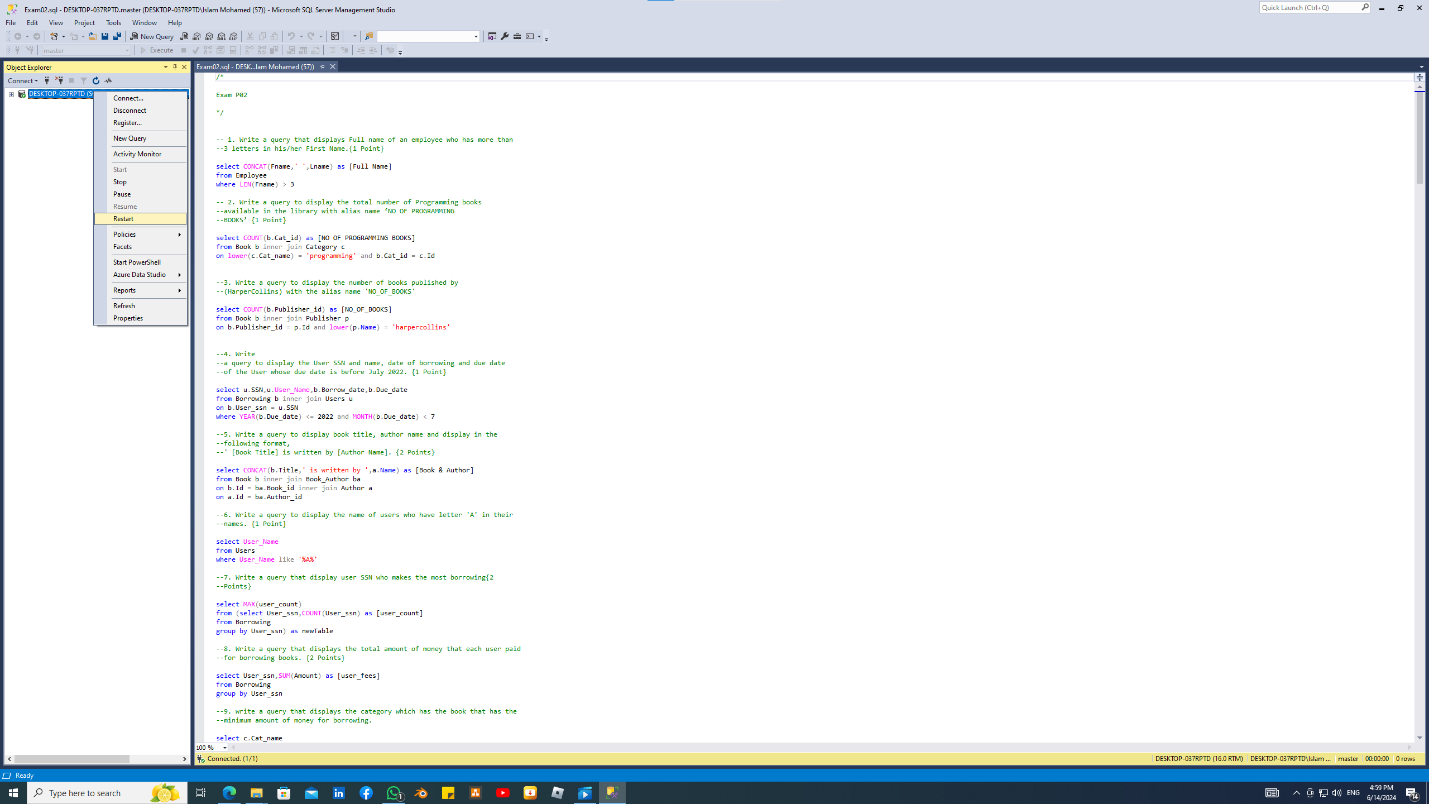 Exam02.sql - DESKTOP-037RPTD.master (DESKTOP-037RPTD\Islam Mohamed (57)) - Microsoft SQL Server Management Studio
Quick Launch (Ctrl+Q)
File Edit View Project Tools Window Help
New Query
master Execute
Object Explorer
Exam02.sql - DESK...lam Mohamed (57))
Connect
DESKTOP-037RPTD (S
Connect...
Disconnect
Register...
New Query
Activity Monitor
Start
Stop
Pause
Resume
Restart
Policies
Facets
Start PowerShell
Azure Data Studio
Reports
Refresh
Properties
/*
Exam P02
*/
-- 1. Write a query that displays Full name of an employee who has more than
--3 letters in his/her First Name.{1 Point}
select CONCAT(Fname,' ',Lname) as [Full Name]
from Employee
where LEN(Fname) > 3
-- 2. Write a query to display the total number of Programming books
--available in the library with alias name 'NO OF PROGRAMMING
--BOOKS' {1 Point}
select COUNT(b.Cat_id) as [NO OF PROGRAMMING BOOKS]
from Book b inner join Category c
on lower(c.Cat_name) = 'programming' and b.Cat_id = c.Id
--3. Write a query to display the number of books published by
--(HarperCollins) with the alias name 'NO_OF_BOOKS'
select COUNT(b.Publisher_id) as [NO_OF_BOOKS]
from Book b inner join Publisher p
on b.Publisher_id = p.Id and lower(p.Name) = 'harpercollins'
--4. Write
--a query to display the User SSN and name, date of borrowing and due date
--of the User whose due date is before July 2022. {1 Point}
select u.SSN,u.User_Name,b.Borrow_date,b.Due_date
from Borrowing b inner join Users u
on b.User_ssn = u.SSN
where YEAR(b.Due_date) <= 2022 and MONTH(b.Due_date) < 7
--5. Write a query to display book title, author name and display in the
--following format,
--' [Book Title] is written by [Author Name]. {2 Points}
select CONCAT(b.Title,' is written by ',a.Name) as [Book & Author]
from Book b inner join Book_Author ba
on b.Id = ba.Book_id inner join Author a
on a.Id = ba.Author_id
--6. Write a query to display the name of users who have letter 'A' in their
--names. {1 Point}
select User_Name
from Users
where User_Name like '%A%'
--7. Write a query that display user SSN who makes the most borrowing{2
--Points}
select MAX(user_count)
from (select User_ssn,COUNT(User_ssn) as [user_count]
from Borrowing
group by User_ssn) as newTable
--8. Write a query that displays the total amount of money that each user paid
--for borrowing books. {2 Points}
select User_ssn,SUM(Amount) as [user_fees]
from Borrowing
group by User_ssn
--9. write a query that displays the category which has the book that has the
--minimum amount of money for borrowing.
select c.Cat_name
100 %
Connected. (1/1) DESKTOP-037RPTD (16.0 RTM) DESKTOP-037RPTD\Islam ... master 00:00:00 0 rows
Ready
Type here to search
ENG
4:59 PM
6/14/2024